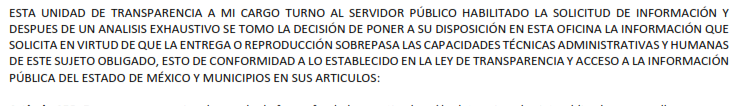 ESTA UNIDAD DE TRANSPARENCIA A MI CARGO TURNO AL SERVIDOR PÚBLICO HABILITADO LA SOLICITUD DE INFORMACIÓN Y
DESPUES DE UN ANALISIS EXHAUSTIVO SE TOMO LA DECISIÓN DE PONER A SU DISPOSICIÓN EN ESTA OFICINA LA INFORMACIÓN QUE
SOLICITA EN VIRTUD DE QUE LA ENTREGA O REPRODUCCIÓN SOBREPASA LAS CAPACIDADES TÉCNICAS ADMINISTRATIVAS Y HUMANAS
DE ESTE SUJETO OBLIGADO, ESTO DE CONFORMIDAD A LO ESTABLECIDO EN LA LEY DE TRANSPARENCIA Y ACCESO A LA INFORMACIÓN
PÚBLICA DEL ESTADO DE MÉXICO Y MUNICIPIOS EN SUS ARTICULOS: